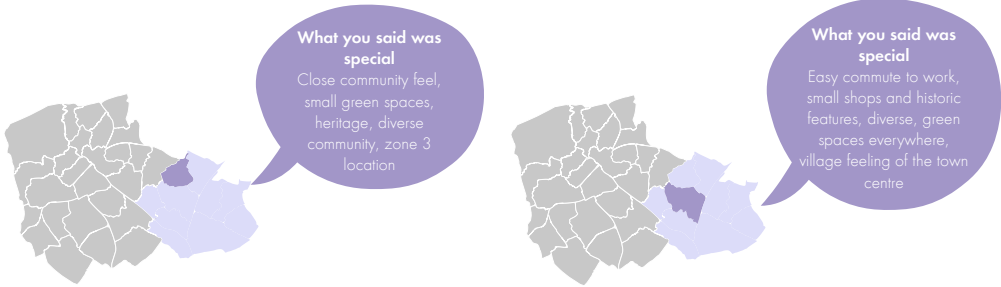 What you said was
special
Close community feel,
small green spaces,
heritage, diverse
community, zone 3
location
What you said was
special
Easy commute to work,
small shops and historic
features, diverse, green
spaces everywhere,
village feeling of the town
centre